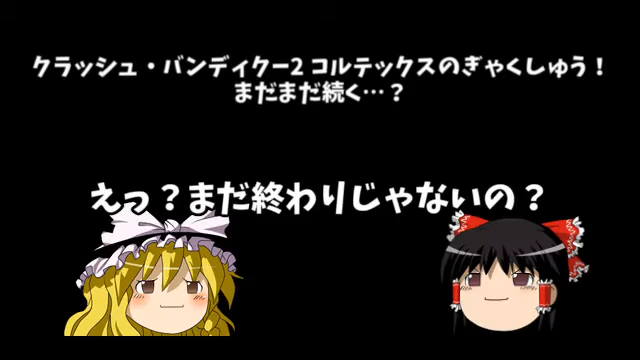 クラッシュ・バンディクー2 コルテックスのぎゃくしゅう！
まだまだ続く…？
えっ？まだ終わりじゃないの？